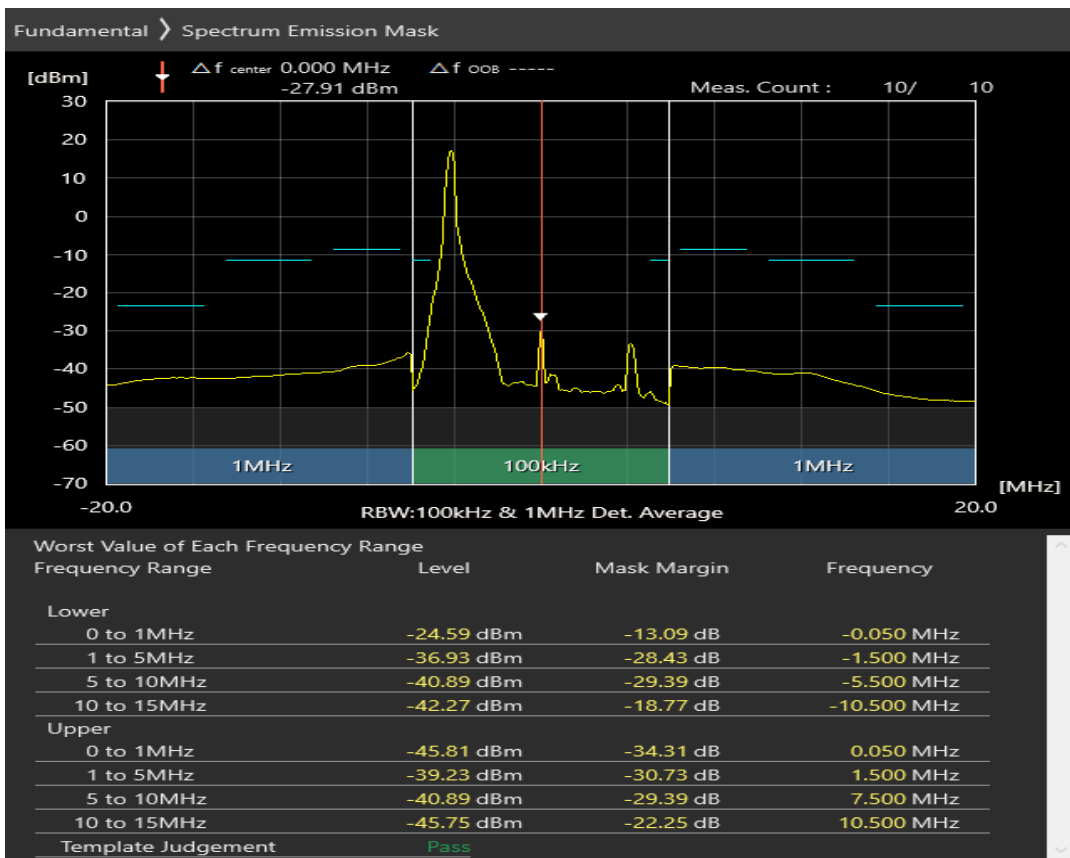 Fundamental 〉 Spectrum Emission Mask
[dBm] △f center 0.000 MHz △f OOB -----
-27.91 dBm Meas. Count : 10/ 10
30
20
10
0
-10
-20
-30
-40
-50
-60
1MHz 100kHz 1MHz
-70 [MHz]
-20.0 RBW:100kHz & 1MHz Det. Average 20.0
Worst Value of Each Frequency Range
Frequency Range Level Mask Margin Frequency
Lower
0 to 1MHz -24.59 dBm -13.09 dB -0.050 MHz
1 to 5MHz -36.93 dBm -28.43 dB -1.500 MHz
5 to 10MHz -40.89 dBm -29.39 dB -5.500 MHz
10 to 15MHz -42.27 dBm -18.77 dB -10.500 MHz
Upper
0 to 1MHz -45.81 dBm -34.31 dB 0.050 MHz
1 to 5MHz -39.23 dBm -30.73 dB 1.500 MHz
5 to 10MHz -40.89 dBm -29.39 dB 7.500 MHz
10 to 15MHz -45.75 dBm -22.25 dB 10.500 MHz
Template Judgement Pass